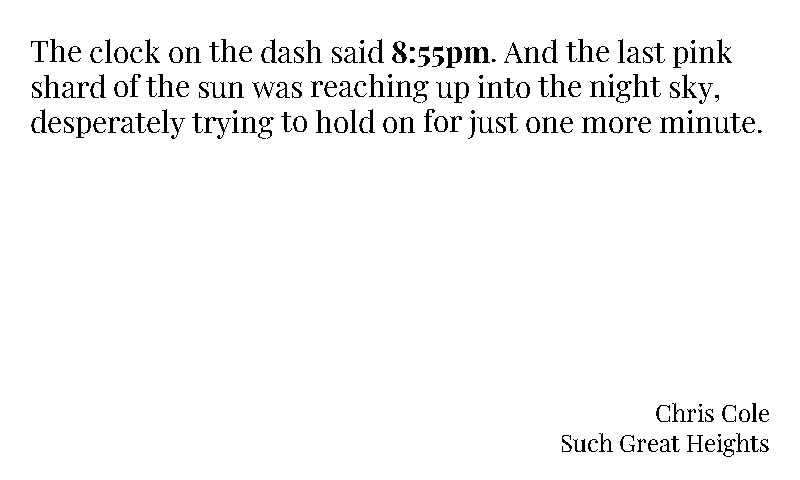 The clock on the dash said 8:55pm. And the last pink
shard of the sun was reaching up into the night sky,
desperately trying to hold on for just one more minute.
Chris Cole
Such Great Heights